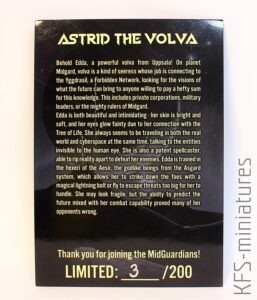 ASTRID THE VOLVA
Behold Edda, a powerful volva from Uppsala! On planet
Midgard, volva is a kind of seeress whose job is connecting to
the Yggdrasil, a Forbidden Network, looking for the visions of
what the future can bring to anyone willing to pay a hefty sum
for this knowledge. This includes private corporations, military
leaders, or the mighty rulers of Midgard.
Edda is both beautiful and intimidating - her skin is bright and
soft, and her eyes glow fainty due to her connection with the
Tree of Life. She always seems to be traveling in both the real
world and cyberspace at the same time, talking to the entities
invisible to the human eye. She is also a potent spellcaster,
able to rip reality apart to defeat her enemies. Edda is trained
in the hexeri of the Aesir, the godlike beings from the Asgard
system, which allows her to strike down the foes with a
magical lightning bolt or fly to escape threats too big for her to
handle. She may look fragile, but the ability to predict the
future mixed with her combat capability proved many of her
opponents wrong.
Thank you for joining the MidGuardians!
LIMITED: 3 /200
KFS-miniatures